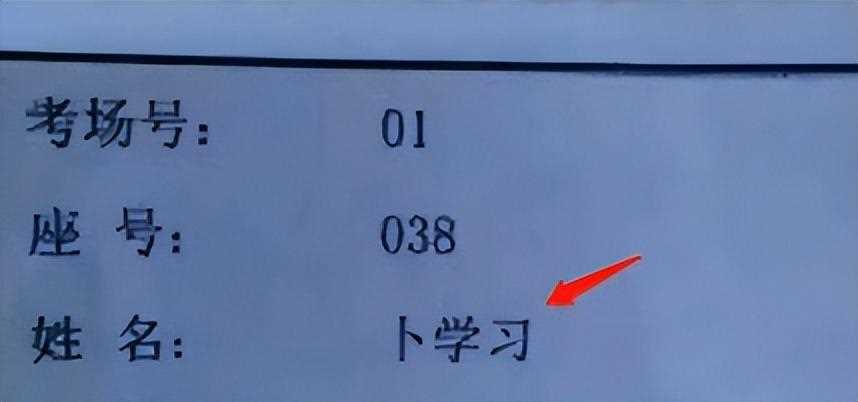 考场号： 01
座 号： 038
姓 名： 卜学习